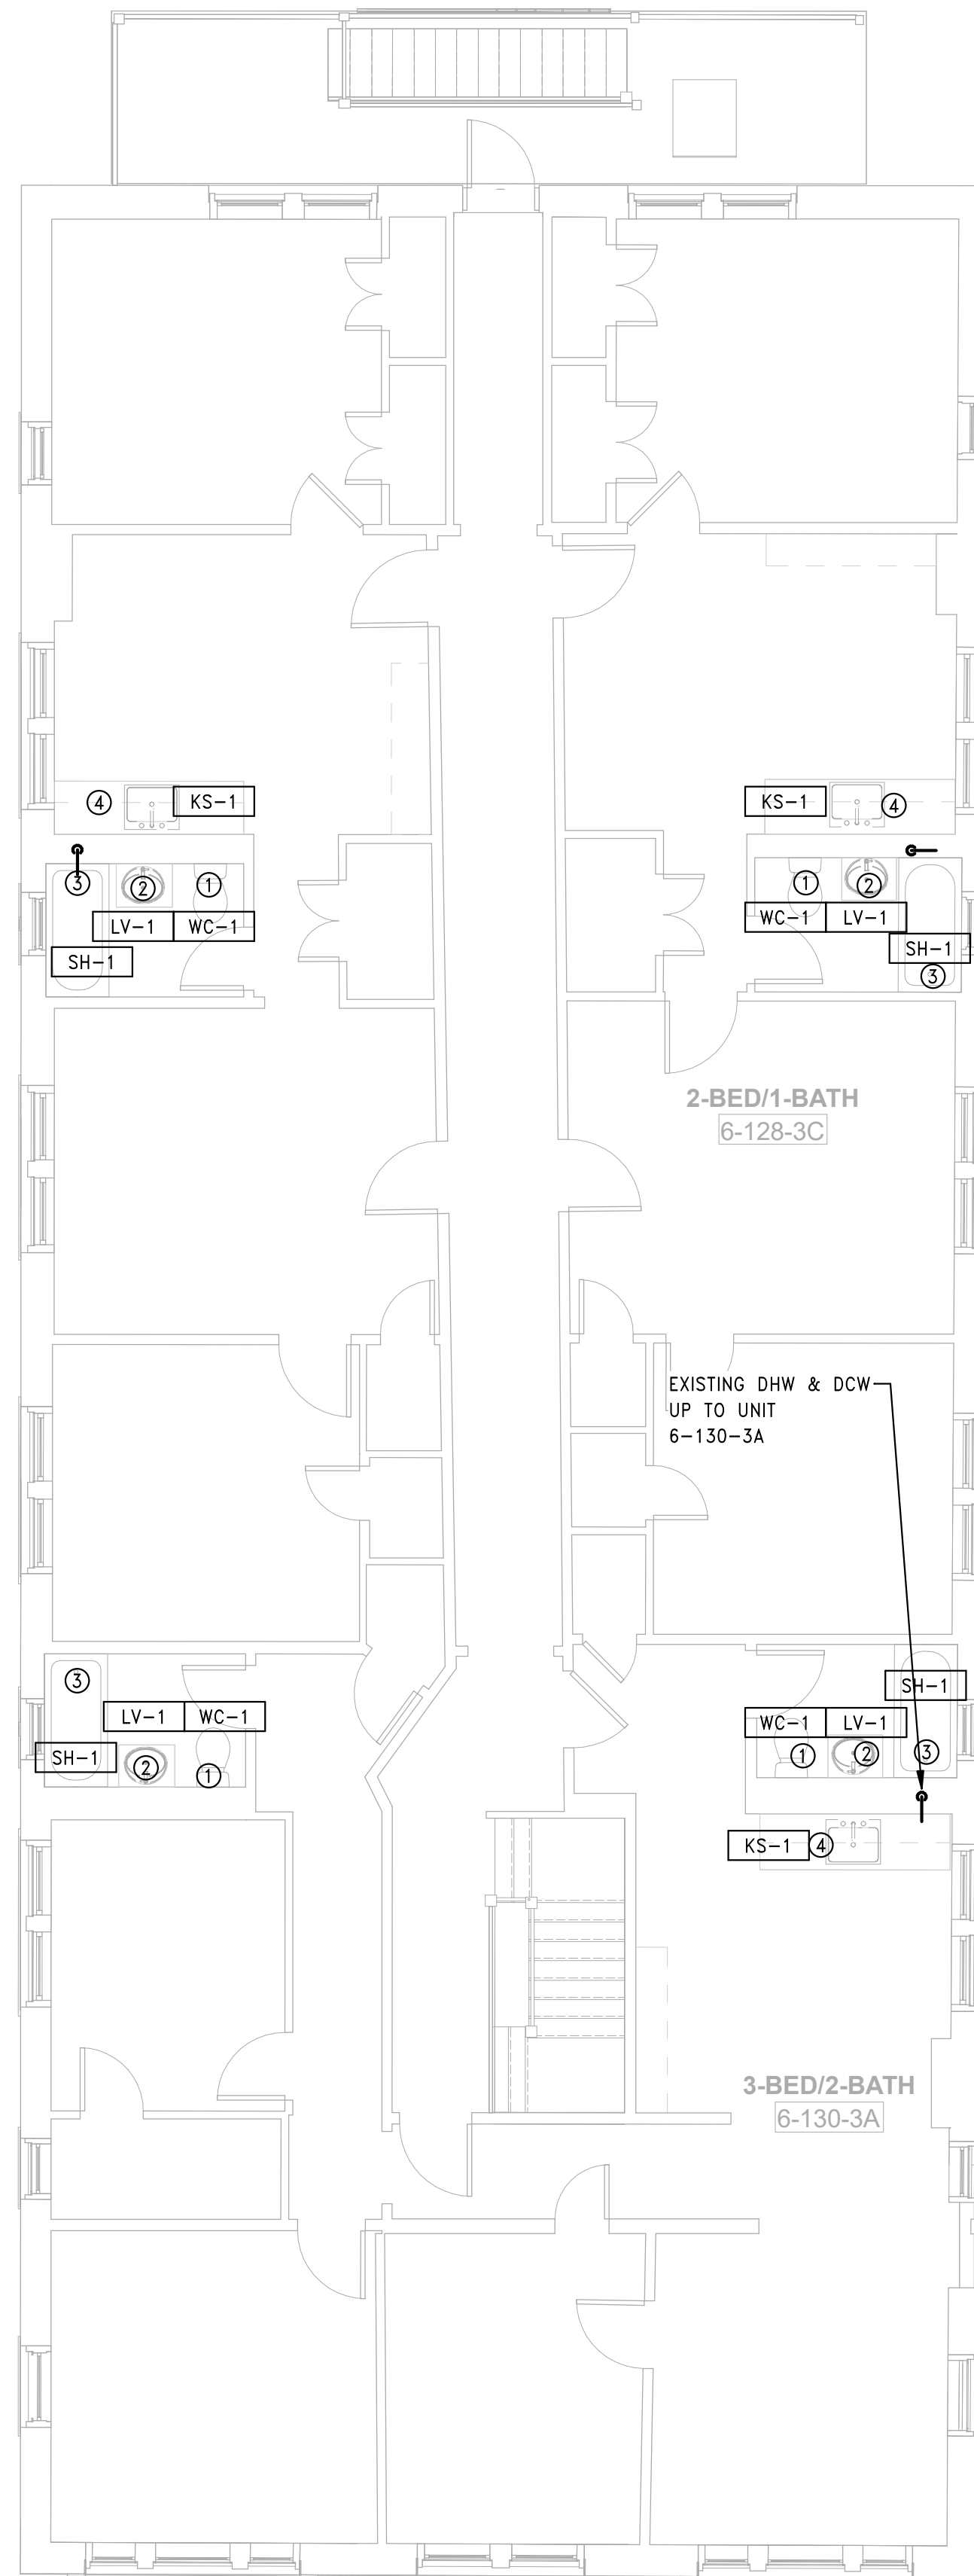 4
KS-1
KS-1
4
3
2
1
1
2
LV-1
WC-1
WC-1
LV-1
SH-1
SH-1
3
2-BED/1-BATH
6-128-3C
EXISTING DHW & DCW
UP TO UNIT
6-130-3A
3
SH-1
LV-1
WC-1
WC-1
LV-1
SH-1
2
1
1
2
3
KS-1
4
3-BED/2-BATH
6-130-3A